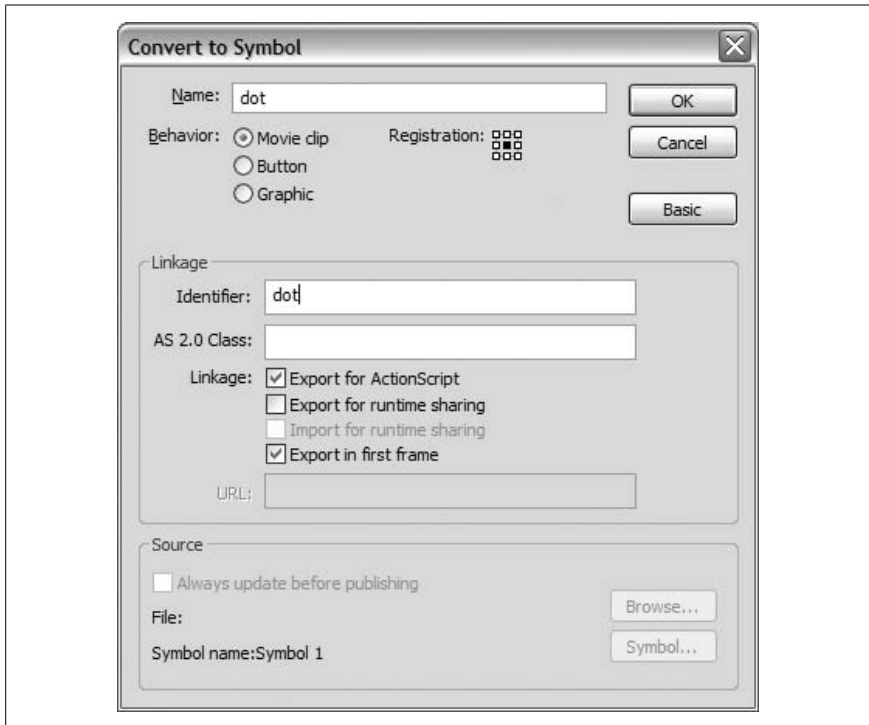 Convert to Symbol
Name: dot
OK
Behavior: Movie clip Registration:
Cancel
Button
Graphic
Basic
Linkage
Identifier: dot
AS 2.0 Class:
Linkage: Export for ActionScript
Export for runtime sharing
Import for runtime sharing
Export in first frame
URL:
Source
Always update before publishing
Browse...
File:
Symbol name:Symbol 1
Symbol...